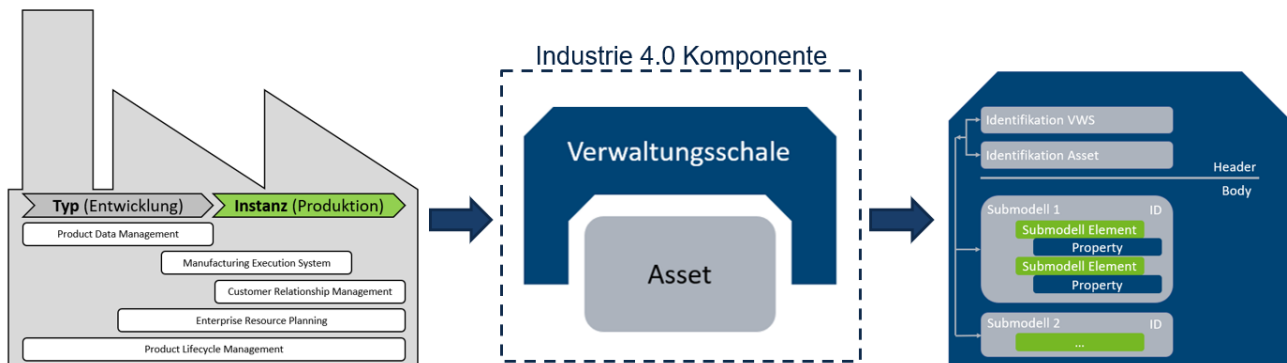 Typ (Entwicklung)
Instanz (Produktion)
Product Data Management
Manufacturing Execution System
Customer Relationship Management
Enterprise Resource Planning
Product Lifecycle Management
Industrie 4.0 Komponente
Verwaltungsschale
Asset
Identifikation VWS
Identifikation Asset
Header
Body
Submodell 1 ID
Submodell Element
Property
Submodell Element
Property
Submodell 2 ID
...